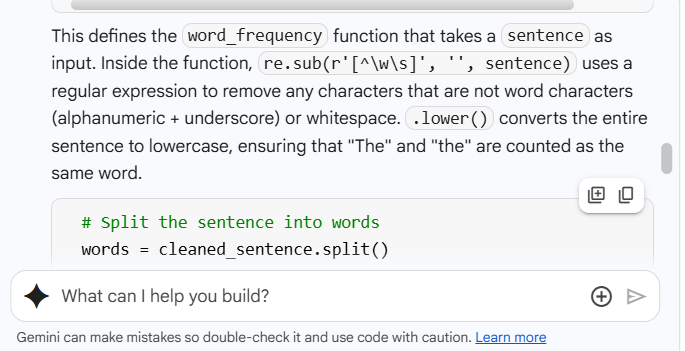 This defines the word_frequency function that takes a sentence as
input. Inside the function, re.sub(r'[^\w\s]', '', sentence) uses a
regular expression to remove any characters that are not word characters
(alphanumeric + underscore) or whitespace. .lower() converts the entire
sentence to lowercase, ensuring that "The" and "the" are counted as the
same word.
# Split the sentence into words
words = cleaned_sentence.split()
What can I help you build?
Gemini can make mistakes so double-check it and use code with caution. Learn more